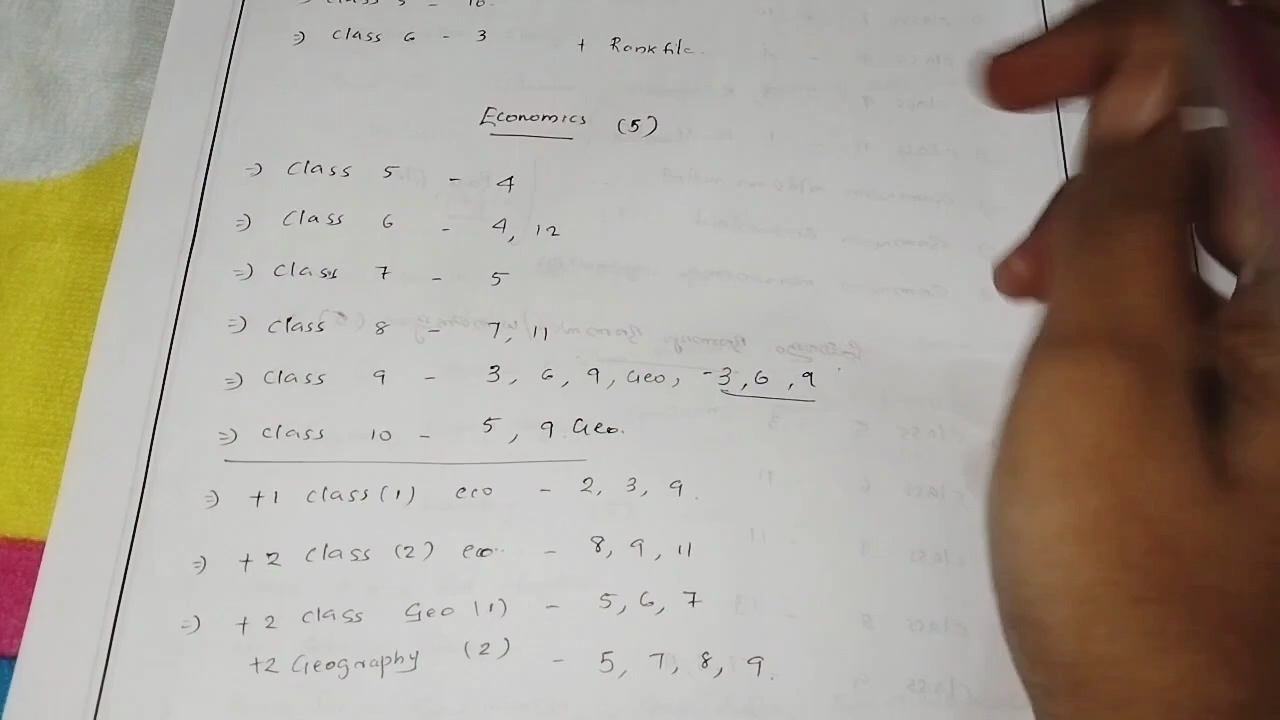 =) class 6 - 3 + Rank file.
Economics (5)
=) class 5 - 4
=) class 6 - 4, 12
=) class 7 - 5
=) class 8 - 7, 11
=) class 9 - 3, 6, 9, Geo, -3, 6, 9
=) class 10 - 5, 9 Geo.
=) +1 class (1) eco - 2, 3, 9.
=) +2 class (2) eco - 8, 9, 11
=) +2 class Geo (1) - 5, 6, 7
+2 Geography (2) - 5, 7, 8, 9.